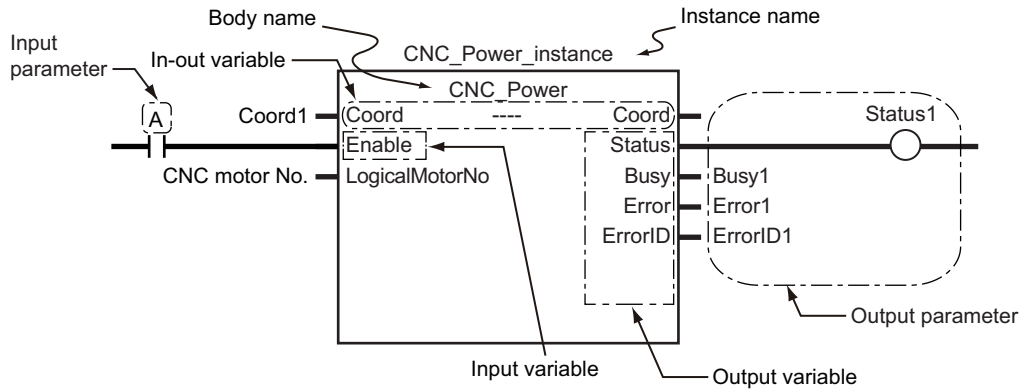 Body name
Instance name
Input
parameter
In-out variable
CNC_Power_instance
CNC_Power
A
Coord1
Coord
----
Coord
Status1
Enable
Status
CNC motor No.
LogicalMotorNo
Busy
Busy1
Error
Error1
ErrorID
ErrorID1
Output parameter
Input variable
Output variable